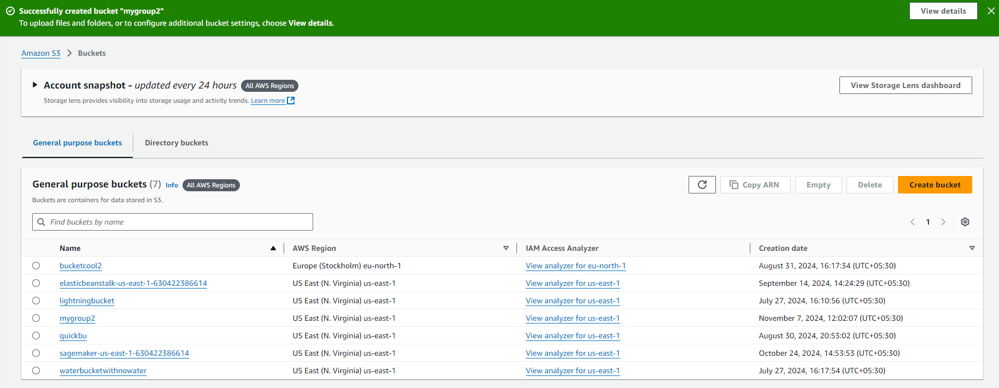 Successfully created bucket "mygroup2"
To upload files and folders, or to configure additional bucket settings, choose View details.
View details
Amazon S3 > Buckets
Account snapshot - updated every 24 hours All AWS Regions
Storage lens provides visibility into storage usage and activity trends. Learn more
View Storage Lens dashboard
General purpose buckets Directory buckets
General purpose buckets (7) Info All AWS Regions
Copy ARN Empty Delete Create bucket
Buckets are containers for data stored in S3.
Find buckets by name
1
Name AWS Region IAM Access Analyzer Creation date
bucketcool2 Europe (Stockholm) eu-north-1 View analyzer for eu-north-1 August 31, 2024, 16:17:34 (UTC+05:30)
elasticbeanstalk-us-east-1-630422386614 US East (N. Virginia) us-east-1 View analyzer for us-east-1 September 14, 2024, 14:24:29 (UTC+05:30)
lightningbucket US East (N. Virginia) us-east-1 View analyzer for us-east-1 July 27, 2024, 16:10:56 (UTC+05:30)
mygroup2 US East (N. Virginia) us-east-1 View analyzer for us-east-1 November 7, 2024, 12:02:07 (UTC+05:30)
quickbu US East (N. Virginia) us-east-1 View analyzer for us-east-1 August 30, 2024, 20:53:02 (UTC+05:30)
sagemaker-us-east-1-630422386614 US East (N. Virginia) us-east-1 View analyzer for us-east-1 October 24, 2024, 14:53:53 (UTC+05:30)
waterbucketwithnowater US East (N. Virginia) us-east-1 View analyzer for us-east-1 July 27, 2024, 16:17:54 (UTC+05:30)